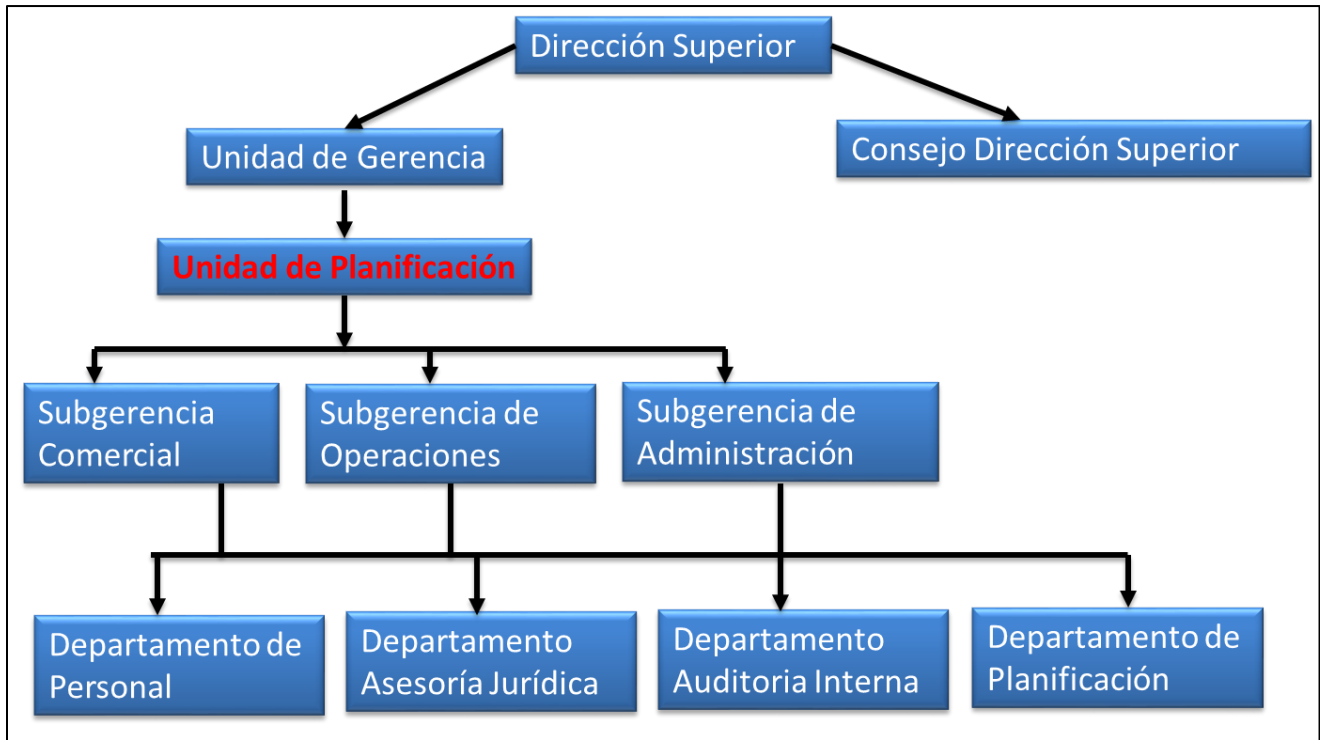 Dirección Superior
Unidad de Gerencia
Consejo Dirección Superior
Unidad de Planificación
Subgerencia
Comercial
Subgerencia de
Operaciones
Subgerencia de
Administración
Departamento de
Personal
Departamento
Asesoría Jurídica
Departamento
Auditoria Interna
Departamento de
Planificación